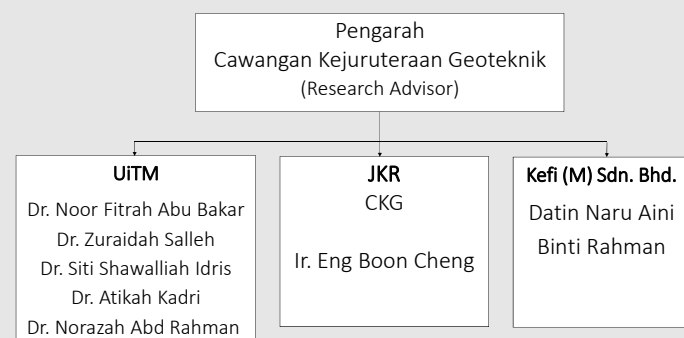 Pengarah
Cawangan Kejuruteraan Geoteknik
(Research Advisor)
UiTM
Dr. Noor Fitrah Abu Bakar
Dr. Zuraidah Salleh
Dr. Siti Shawalliah Idris
Dr. Atikah Kadri
Dr. Norazah Abd Rahman
JKR
CKG
Ir. Eng Boon Cheng
Kefi (M) Sdn. Bhd.
Datin Naru Aini
Binti Rahman